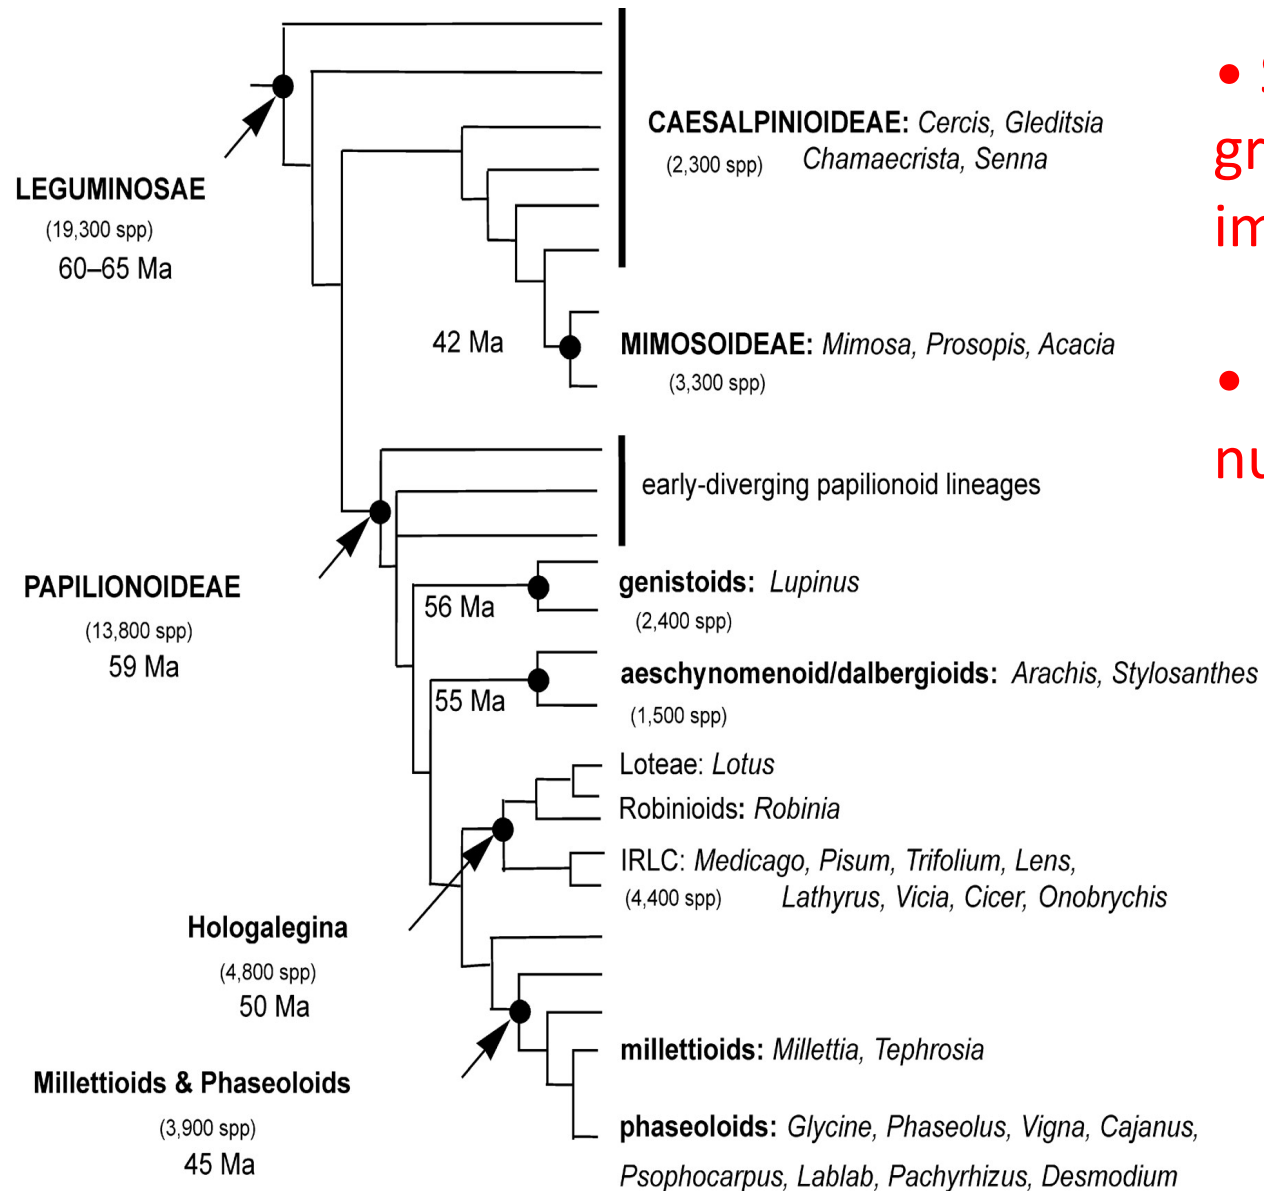 CAESALPINIOIDEAE: Cercis, Gleditsia
(2,300 spp) Chamaecrista, Senna
LEGUMINOSAE
(19,300 spp)
60–65 Ma
42 Ma
MIMOSOIDEAE: Mimosa, Prosopis, Acacia
(3,300 spp)
early-diverging papilionoid lineages
PAPILIONOIDEAE
(13,800 spp)
59 Ma
56 Ma
genistoids: Lupinus
(2,400 spp)
55 Ma
aeschynomenoid/dalbergioids: Arachis, Stylosanthes
(1,500 spp)
Loteae: Lotus
Robinioids: Robinia
IRLC: Medicago, Pisum, Trifolium, Lens,
(4,400 spp) Lathyrus, Vicia, Cicer, Onobrychis
Hologalegina
(4,800 spp)
50 Ma
millettioids: Millettia, Tephrosia
Millettioids & Phaseoloids
(3,900 spp)
45 Ma
phaseoloids: Glycine, Phaseolus, Vigna, Cajanus,
Psophocarpus, Lablab, Pachyrhizus, Desmodium